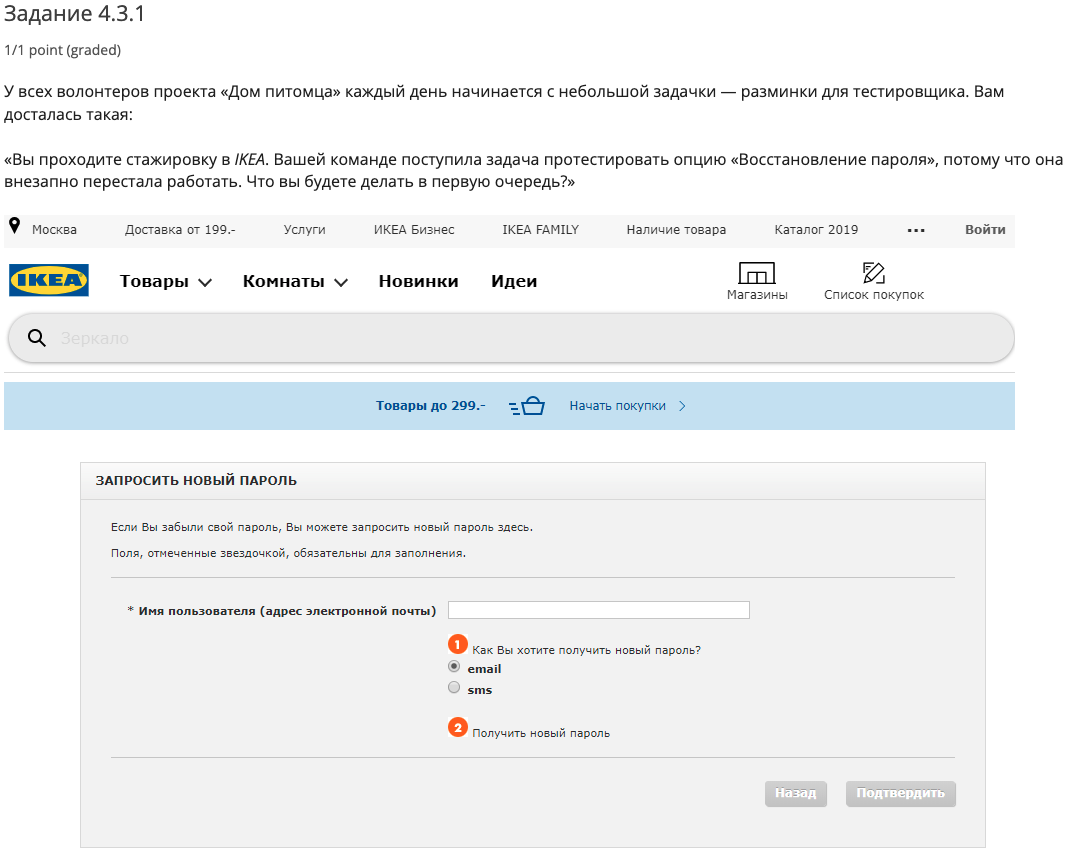 Задание 4.3.1
1/1 point (graded)
У всех волонтеров проекта «Дом питомца» каждый день начинается с небольшой задачки — разминки для тестировщика. Вам
досталась такая:
«Вы проходите стажировку в IKEA. Вашей команде поступила задача протестировать опцию «Восстановление пароля», потому что она
внезапно перестала работать. Что вы будете делать в первую очередь?»
Москва Доставка от 199.- Услуги ИКЕА Бизнес IKEA FAMILY Наличие товара Каталог 2019 ... Войти
IKEA Товары Комнаты Новинки Идеи Магазины Список покупок
Зеркало
Товары до 299.- Начать покупки
ЗАПРОСИТЬ НОВЫЙ ПАРОЛЬ
Если Вы забыли свой пароль, Вы можете запросить новый пароль здесь.
Поля, отмеченные звездочкой, обязательны для заполнения.
* Имя пользователя (адрес электронной почты)
1 Как Вы хотите получить новый пароль?
email
sms
2 Получить новый пароль
Назад Подтвердить